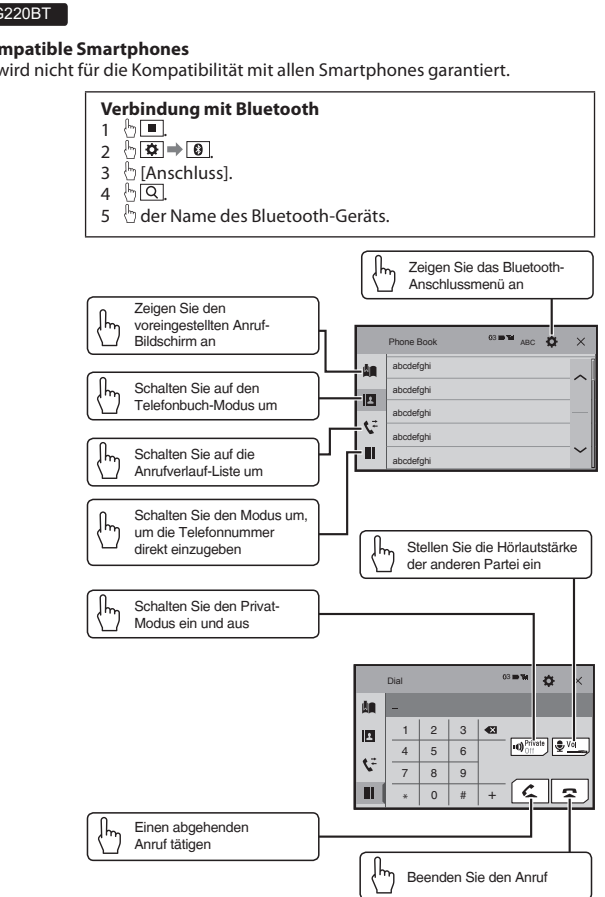 G220BT
mpatible Smartphones
wird nicht für die Kompatibilität mit allen Smartphones garantiert.
Verbindung mit Bluetooth
1 .
2 .
3 [Anschluss].
4 .
5 der Name des Bluetooth-Geräts.
Zeigen Sie das Bluetooth-
Anschlussmenü an
Zeigen Sie den
voreingestellten Anruf-
Bildschirm an
Schalten Sie auf den
Telefonbuch-Modus um
Schalten Sie auf die
Anrufverlauf-Liste um
Schalten Sie den Modus um,
um die Telefonnummer
direkt einzugeben
Phone Book 03 ABC
abcdefghi
abcdefghi
abcdefghi
abcdefghi
abcdefghi
Stellen Sie die Hörlautstärke
der anderen Partei ein
Schalten Sie den Privat-
Modus ein und aus
Dial 03
–
1 2 3
4 5 6
7 8 9
* 0 # +
Private
Off
Vol
Einen abgehenden
Anruf tätigen
Beenden Sie den Anruf